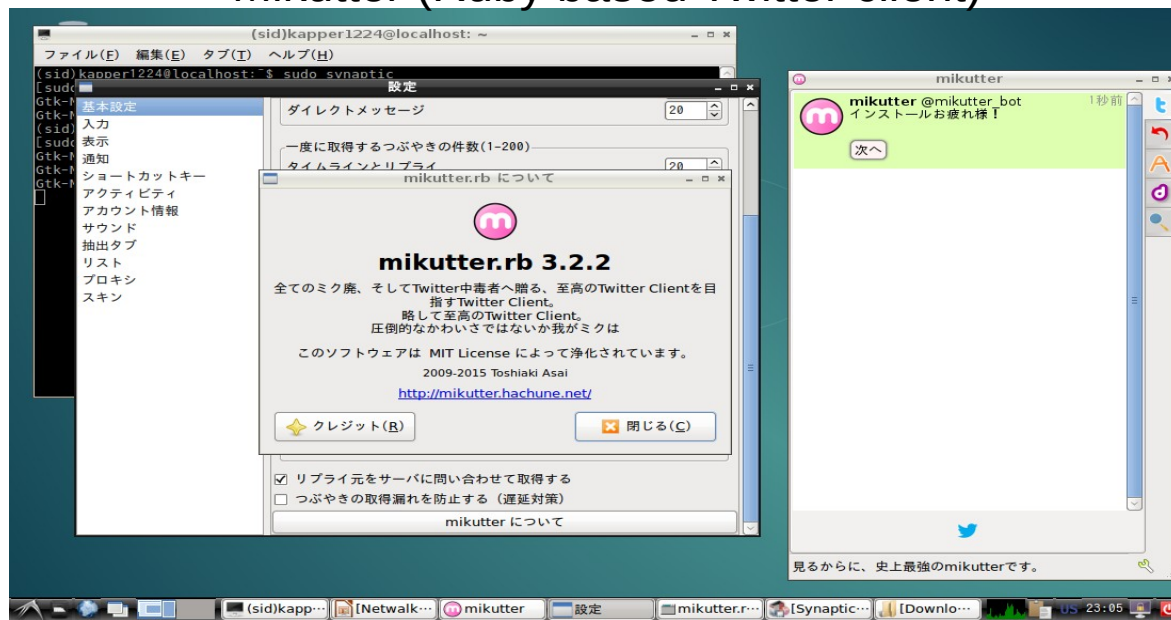 mikutter (Ruby based Twitter client)
(sid)kapper1224@localhost: ~
ファイル(F) 編集(E) タブ(T) ヘルプ(H)
(sid)kapper1224@localhost:~$ sudo synaptic
[sudo
Gtk-
Gtk-
(sid)
[sudo
Gtk-
Gtk-
Gtk-
設定
基本設定
入力
表示
通知
ショートカットキー
アクティビティ
アカウント情報
サウンド
抽出タブ
リスト
プロキシ
スキン
ダイレクトメッセージ 20
一度に取得するつぶやきの件数(1-200)
タイムラインとリプライ 20
mikutter.rb について
mikutter.rb 3.2.2
全てのミク廃、そしてTwitter中毒者へ贈る、至高のTwitter Clientを目
指すTwitter Client。
略して至高のTwitter Client。
圧倒的なかわいさではないか我がミクは
このソフトウェアは MIT License によって浄化されています。
2009-2015 Toshiaki Asai
http://mikutter.hachune.net/
クレジット(R) 閉じる(C)
リプライ元をサーバに問い合わせて取得する
つぶやきの取得漏れを防止する（遅延対策）
mikutter について
mikutter
mikutter @mikutter_bot 1秒前
インストールお疲れ様！
次へ
見るからに、史上最強のmikutterです。
(sid)kapp… [Netwalk… mikutter 設定 mikutter.r… [Synaptic… [Downlo… US 23:05